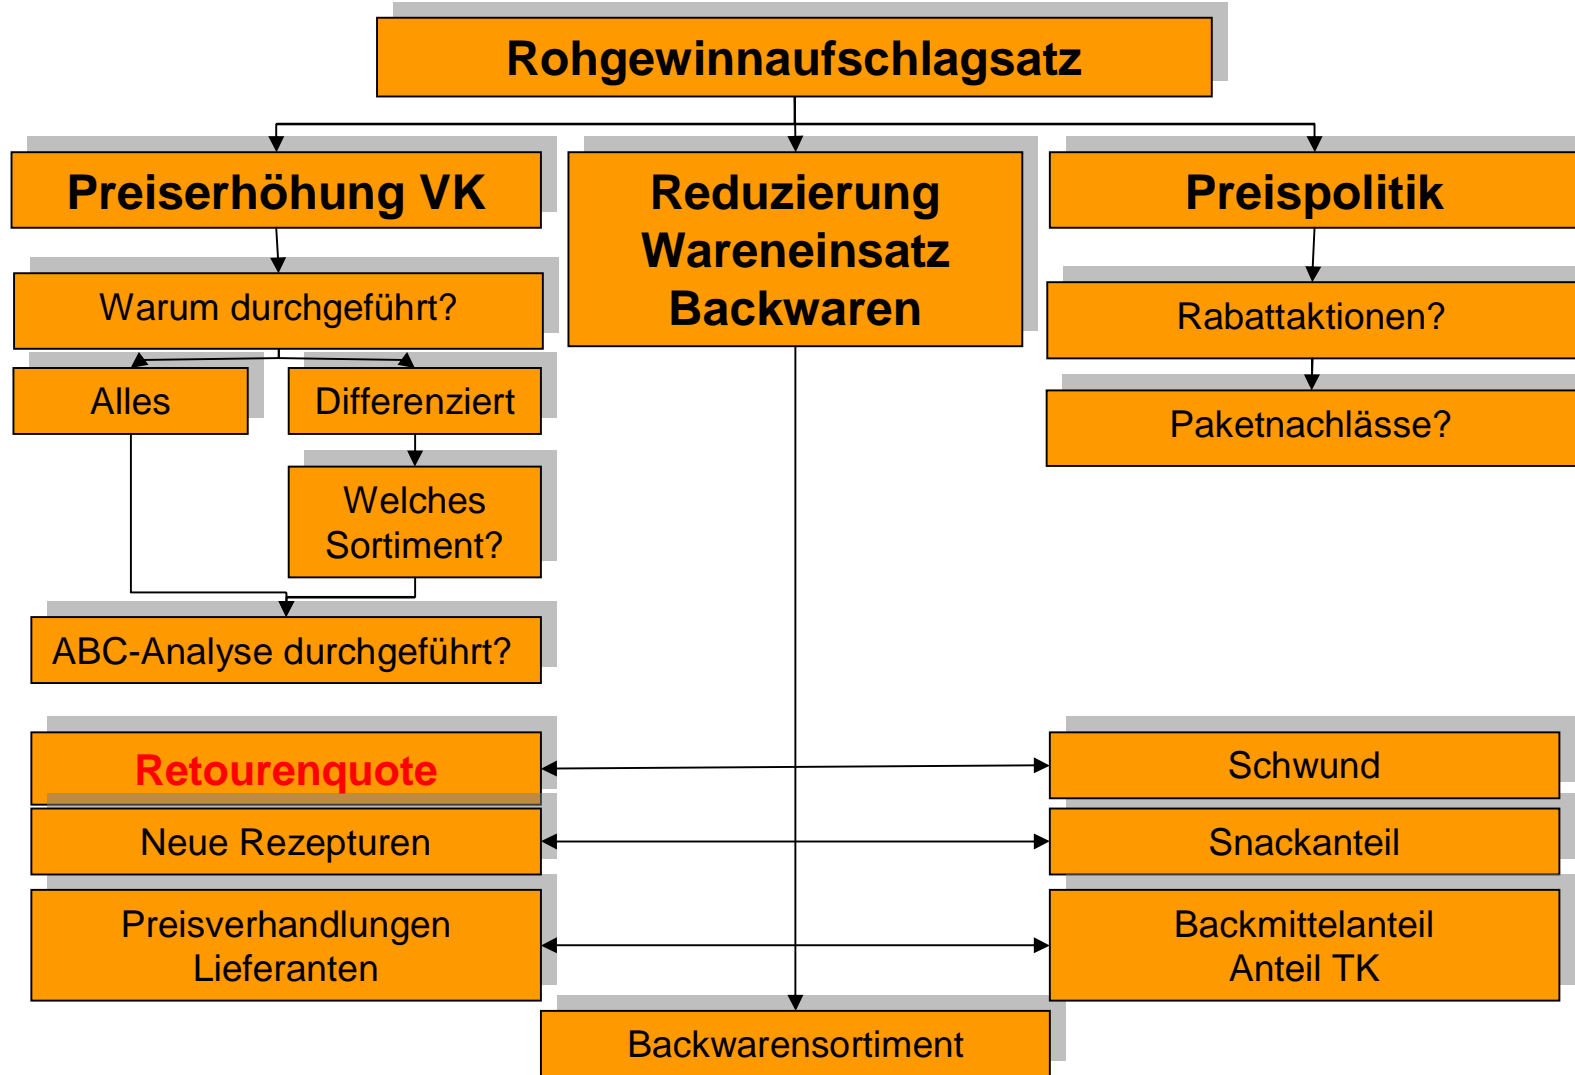 Rohgewinnaufschlagsatz
Preiserhöhung VK
Reduzierung
Wareneinsatz
Backwaren
Preispolitik
Warum durchgeführt?
Rabattaktionen?
Alles
Differenziert
Paketnachlässe?
Welches
Sortiment?
ABC-Analyse durchgeführt?
Retourenquote
Schwund
Neue Rezepturen
Snackanteil
Preisverhandlungen
Lieferanten
Backmittelanteil
Anteil TK
Backwarensortiment